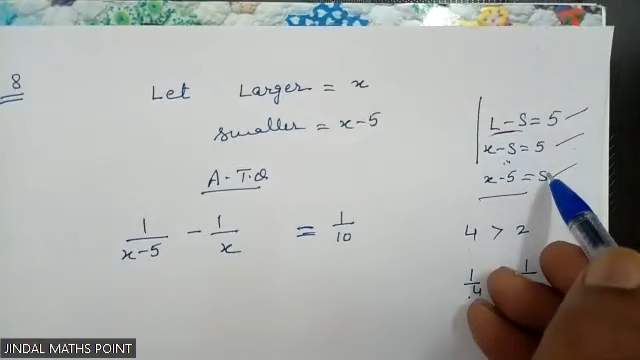 8
Let Larger = x
smaller = x-5
A.T.Q
1/(x-5) - 1/x = 1/10
L-S=5
x-S=5
x-5=S
4 > 2
1/4 1
JINDAL MATHS POINT